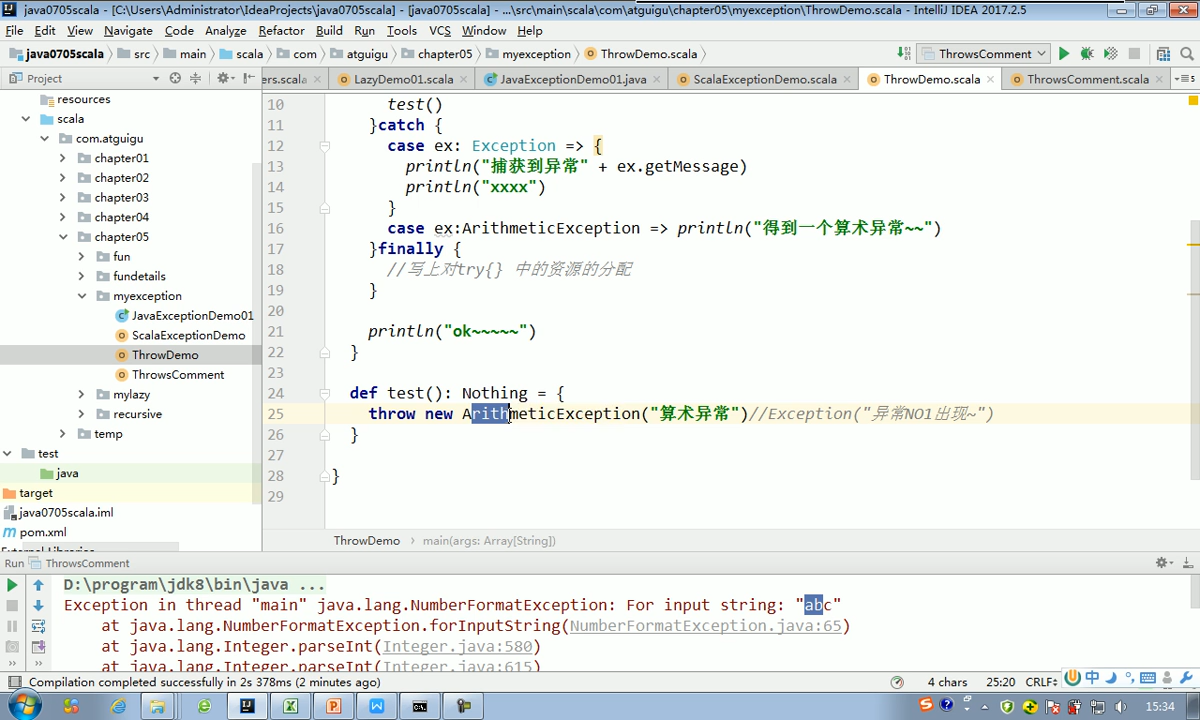 java0705scala - [C:\Users\Administrator\IdeaProjects\java0705scala] - [java0705scala] - ...\src\main\scala\com\atguigu\chapter05\myexception\ThrowDemo.scala - IntelliJ IDEA 2017.2.5
File Edit View Navigate Code Analyze Refactor Build Run Tools VCS Window Help
java0705scala src main scala com atguigu chapter05 myexception ThrowDemo.scala ThrowsComment
Project ers.scala LazyDemo01.scala JavaExceptionDemo01.java ScalaExceptionDemo.scala ThrowDemo.scala ThrowsComment.scala
resources
scala
com.atguigu
chapter01
chapter02
chapter03
chapter04
chapter05
fun
fundetails
myexception
JavaExceptionDemo01
ScalaExceptionDemo
ThrowDemo
ThrowsComment
mylazy
recursive
temp
test
java
target
java0705scala.iml
pom.xml
External Libraries
10 test()
11 }catch {
12 case ex: Exception => {
13 println("捕获到异常" + ex.getMessage)
14 println("xxxx")
15 }
16 case ex:ArithmeticException => println("得到一个算术异常~~")
17 }finally {
18 //写上对try{} 中的资源的分配
19 }
20
21 println("ok~~~~~")
22 }
23
24 def test(): Nothing = {
25 throw new ArithmeticException("算术异常")//Exception("异常NO1出现~")
26 }
27
28 }
29
ThrowDemo main(args: Array[String])
Run ThrowsComment
D:\program\jdk8\bin\java ...
Exception in thread "main" java.lang.NumberFormatException: For input string: "abc"
at java.lang.NumberFormatException.forInputString(NumberFormatException.java:65)
at java.lang.Integer.parseInt(Integer.java:580)
at java.lang.Integer.parseInt(Integer.java:615)
Compilation completed successfully in 2s 378ms (2 minutes ago) 4 chars 25:20 CRLF
中
15:34